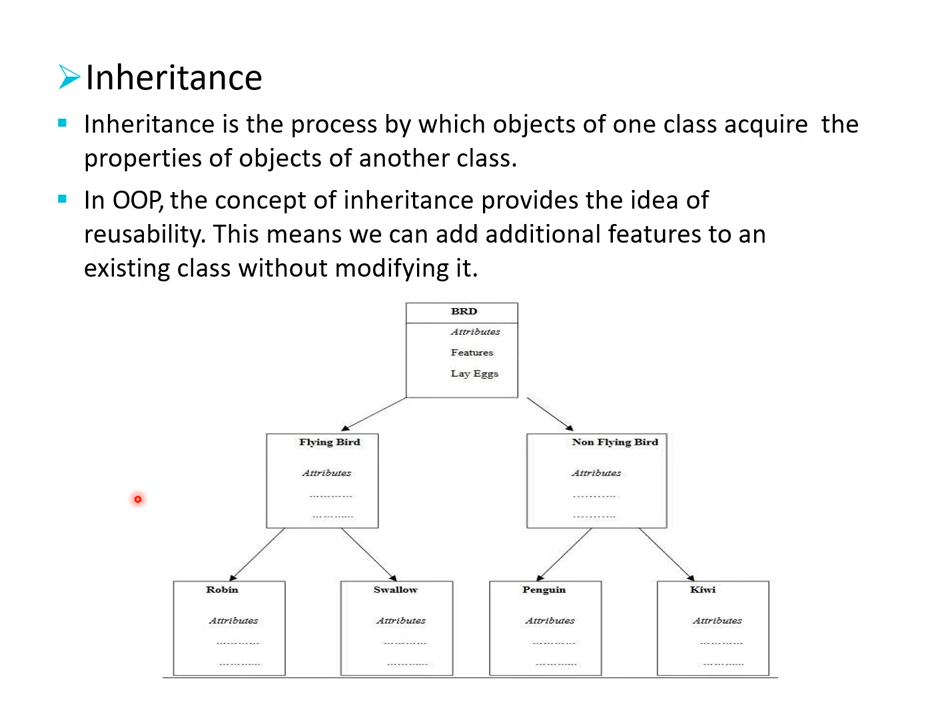 Inheritance
Inheritance is the process by which objects of one class acquire the
properties of objects of another class.
In OOP, the concept of inheritance provides the idea of
reusability. This means we can add additional features to an
existing class without modifying it.
BRD
Attributes
Features
Lay Eggs
Flying Bird
Attributes
............
............
Non Flying Bird
Attributes
...........
...........
Robin
Attributes
............
............
Swallow
Attributes
............
............
Penguin
Attributes
............
............
Kiwi
Attributes
............
............